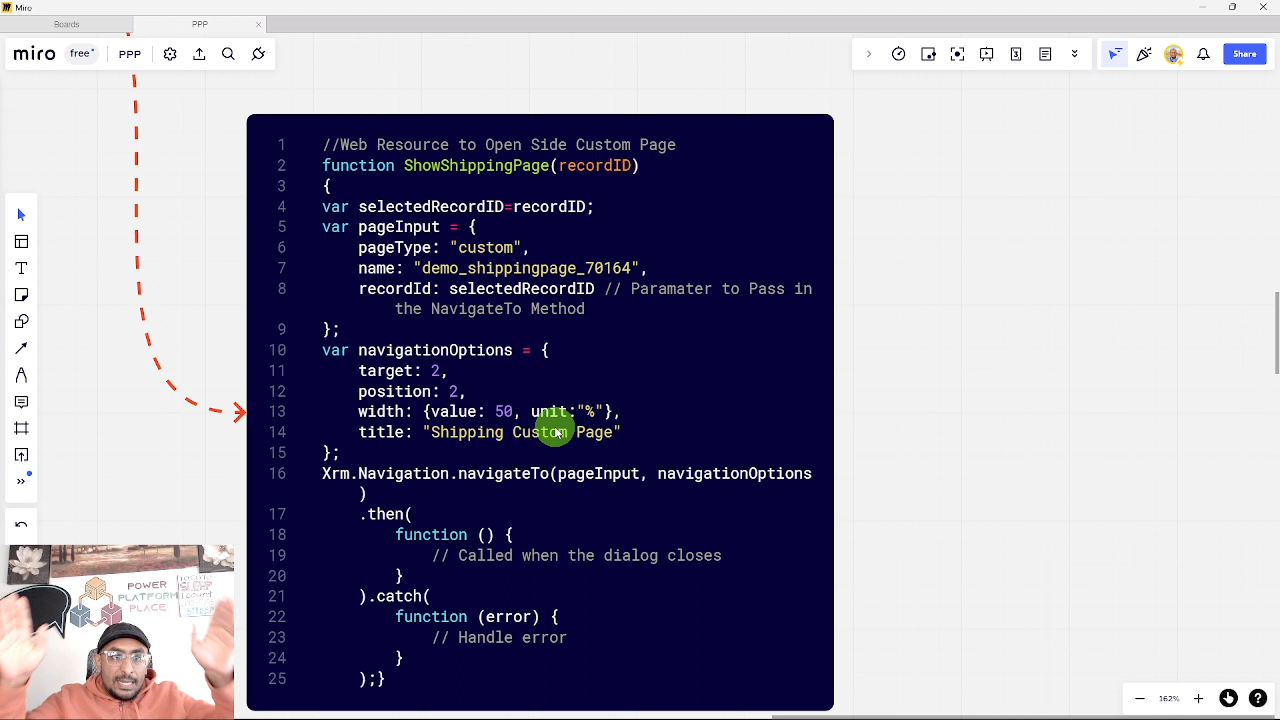 Miro
Boards
PPP
miro
free
PPP
Share
1 //Web Resource to Open Side Custom Page
2 function ShowShippingPage(recordID)
3 {
4 var selectedRecordID=recordID;
5 var pageInput = {
6 pageType: "custom",
7 name: "demo_shippingpage_70164",
8 recordId: selectedRecordID // Paramater to Pass in
the NavigateTo Method
9 };
10 var navigationOptions = {
11 target: 2,
12 position: 2,
13 width: {value: 50, unit:"%"},
14 title: "Shipping Custom Page"
15 };
16 Xrm.Navigation.navigateTo(pageInput, navigationOptions
)
17 .then(
18 function () {
19 // Called when the dialog closes
20 }
21 ).catch(
22 function (error) {
23 // Handle error
24 }
25 );}
POWER
PLATFORM
PLACE
162%